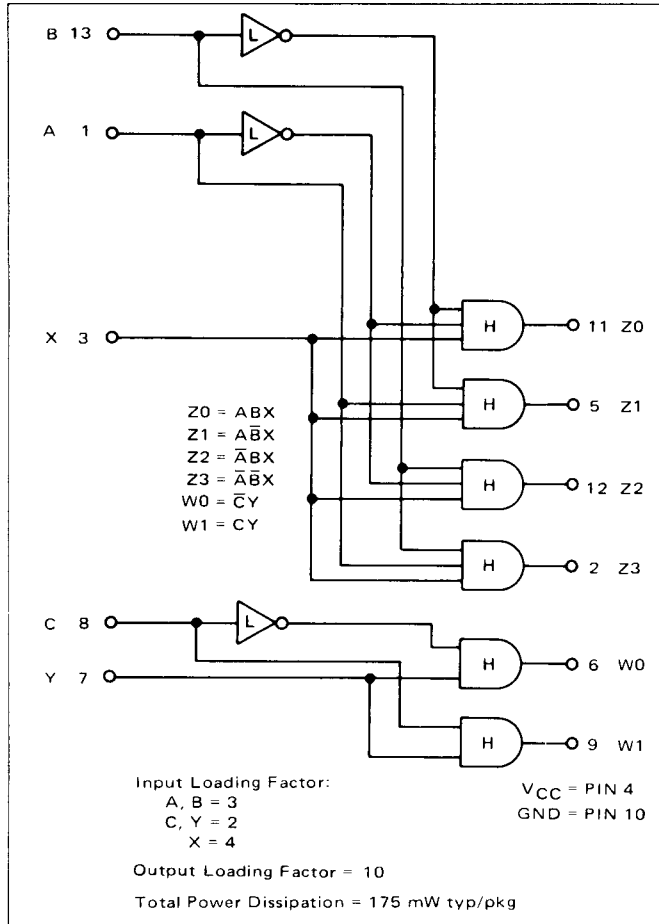 B 13
L
A 1
L
X 3
H
11 Z0
H
5 Z1
H
12 Z2
H
2 Z3
Z0 = ABX
Z1 = AB̅X
Z2 = A̅BX
Z3 = A̅B̅X
W0 = C̅Y
W1 = CY
C 8
L
Y 7
H
6 W0
H
9 W1
Input Loading Factor:
A, B = 3
C, Y = 2
X = 4
VCC = PIN 4
GND = PIN 10
Output Loading Factor = 10
Total Power Dissipation = 175 mW typ/pkg